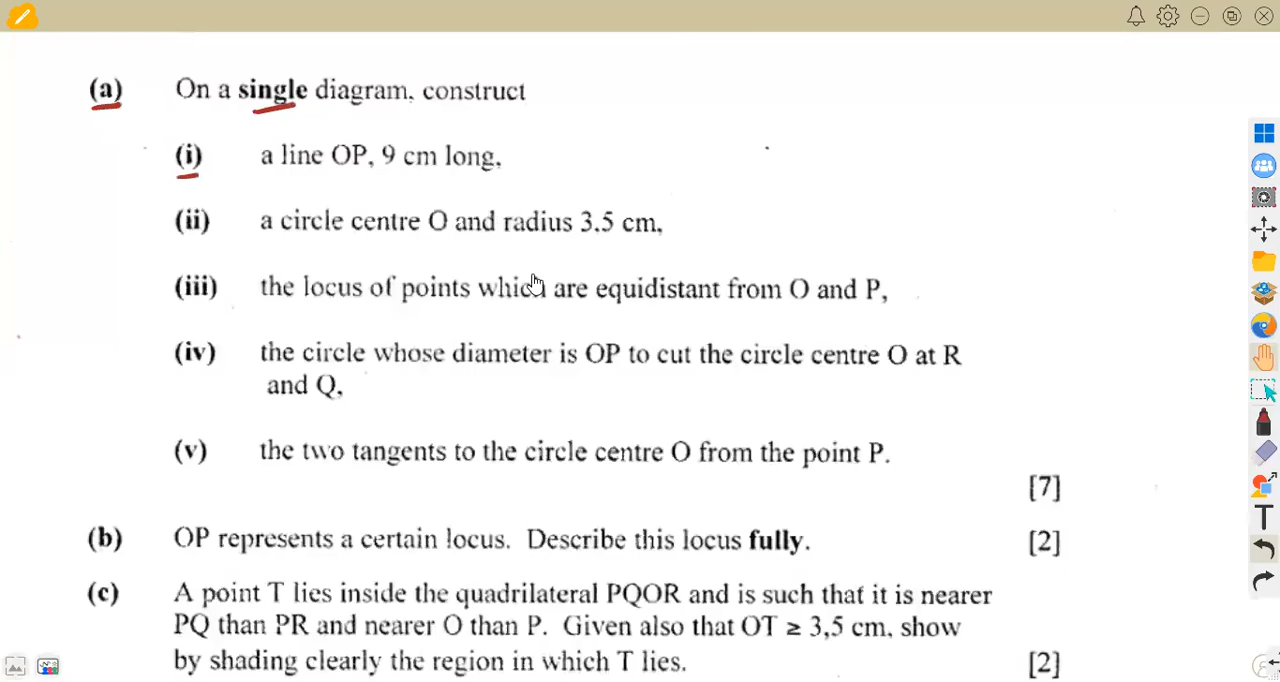 (a) On a single diagram, construct
(i) a line OP, 9 cm long,
(ii) a circle centre O and radius 3.5 cm,
(iii) the locus of points which are equidistant from O and P,
(iv) the circle whose diameter is OP to cut the circle centre O at R
and Q,
(v) the two tangents to the circle centre O from the point P.
[7]
(b) OP represents a certain locus. Describe this locus fully. [2]
(c) A point T lies inside the quadrilateral PQOR and is such that it is nearer
PQ than PR and nearer O than P. Given also that OT ≥ 3,5 cm, show
by shading clearly the region in which T lies. [2]